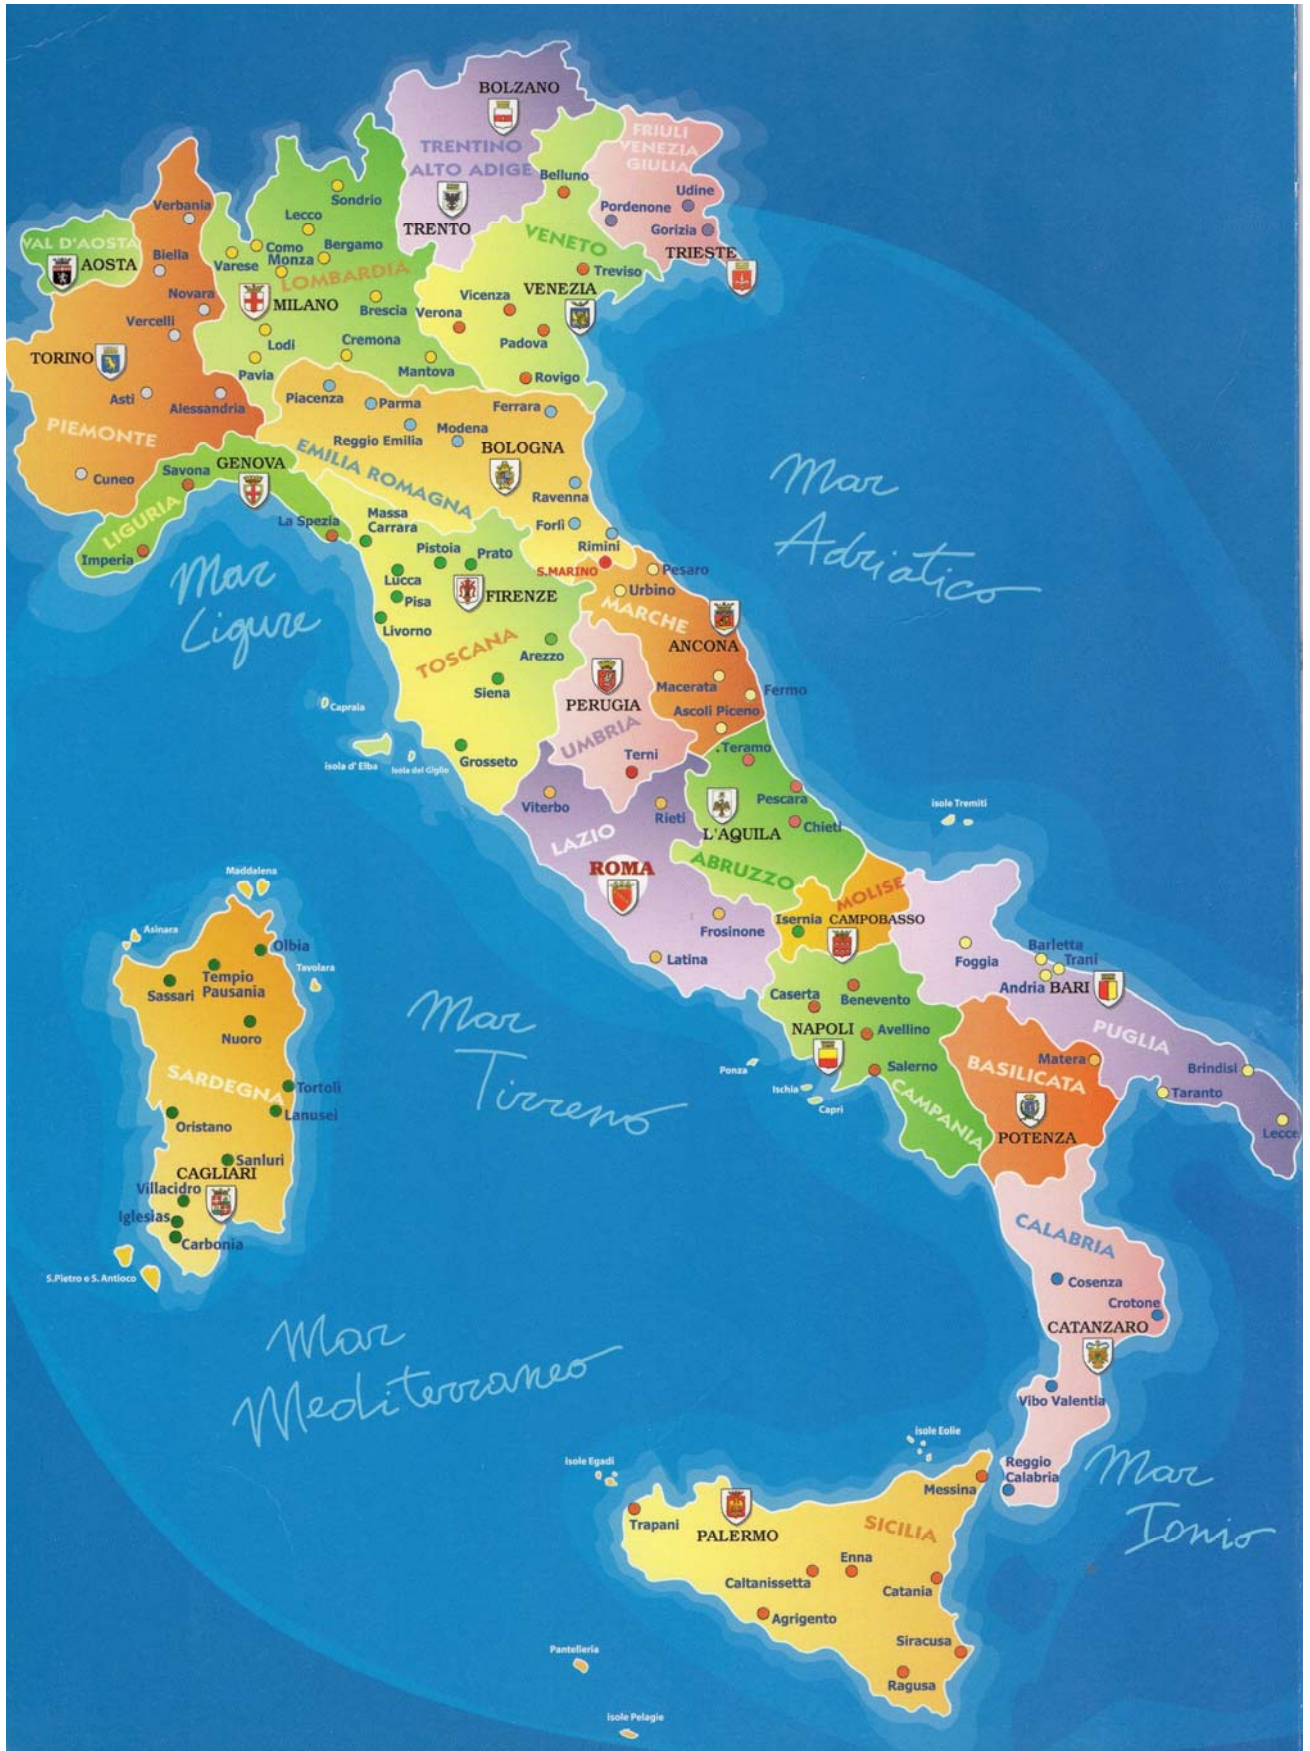 BOLZANO
FRIULI
VENEZIA
GIULIA
TRENTINO
ALTO ADIGE
Belluno
Udine
Pordenone
Gorizia
TRENTO
TRIESTE
VENETO
Treviso
VENEZIA
Vicenza
Verona
Padova
Rovigo
Sondrio
Lecco
Como
Bergamo
Monza
Varese
LOMBARDIA
MILANO
Brescia
Lodi
Cremona
Pavia
Mantova
Verbania
VAL D'AOSTA
AOSTA
Biella
Novara
Vercelli
TORINO
Asti
Alessandria
PIEMONTE
Cuneo
Savona
GENOVA
LIGURIA
La Spezia
Imperia
Piacenza
Parma
Ferrara
Reggio Emilia
Modena
BOLOGNA
EMILIA ROMAGNA
Ravenna
Forlì
Rimini
S.MARINO
Mar
Ligure
Mar
Adriatico
Massa
Carrara
Pistoia
Prato
Lucca
FIRENZE
Pisa
Livorno
TOSCANA
Arezzo
Siena
Grosseto
Capraia
isola d'Elba
Isola del Giglio
Pesaro
Urbino
MARCHE
ANCONA
Macerata
Fermo
Ascoli Piceno
PERUGIA
UMBRIA
Terni
Teramo
Pescara
Chieti
L'AQUILA
ABRUZZO
Viterbo
Rieti
LAZIO
ROMA
Frosinone
Latina
isole Tremiti
MOLISE
Isernia
CAMPOBASSO
Foggia
Barletta
Trani
Andria
BARI
PUGLIA
Brindisi
Taranto
Lecce
Caserta
Benevento
NAPOLI
Avellino
Salerno
CAMPANIA
Ponza
Ischia
Capri
Matera
BASILICATA
POTENZA
Maddalena
Asinara
Olbia
Tavolara
Tempio
Pausania
Sassari
Nuoro
SARDEGNA
Tortolì
Lanusei
Oristano
Sanluri
CAGLIARI
Villacidro
Iglesias
Carbonia
S.Pietro e S. Antioco
Mar
Tirreno
Mar
Mediterraneo
CALABRIA
Cosenza
Crotone
CATANZARO
Vibo Valentia
Reggio
Calabria
Mar
Ionio
isole Eolie
Isole Egadi
Messina
Trapani
PALERMO
SICILIA
Enna
Caltanissetta
Catania
Agrigento
Siracusa
Ragusa
Pantelleria
isole Pelagie